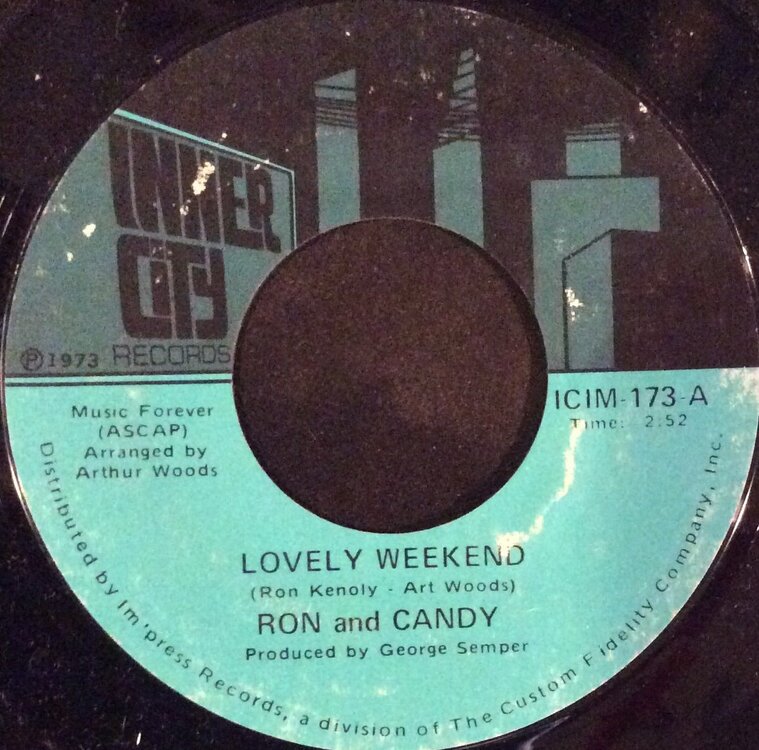 INNER
CITY
RECORDS
℗1973
Music Forever
(ASCAP)
Arranged by
Arthur Woods
ICIM-173-A
Time: 2:52
LOVELY WEEKEND
(Ron Kenoly - Art Woods)
RON and CANDY
Produced by George Semper
Distributed by Im'press Records, a division of The Custom Fidelity Company, Inc.